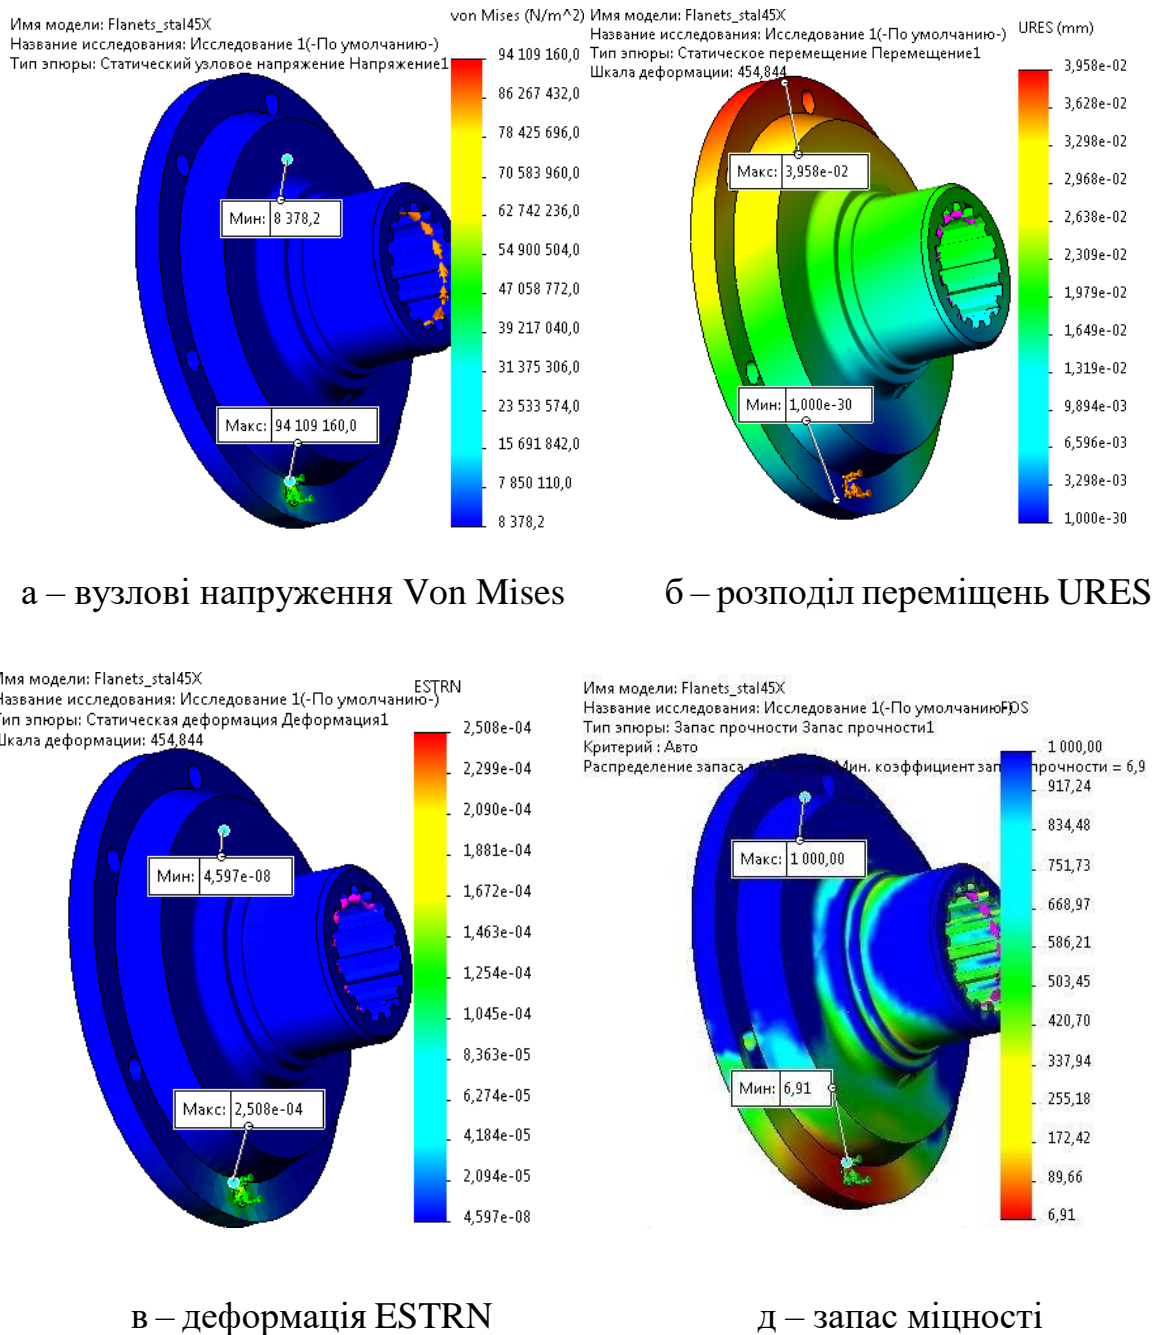 Имя модели: Flanets_stal45X
Название исследования: Исследование 1(-По умолчанию-)
Тип эпюры: Статический узловое напряжение Напряжение1
von Mises (N/m^2)
94 109 160,0
86 267 432,0
78 425 696,0
70 583 960,0
62 742 236,0
54 900 504,0
47 058 772,0
39 217 040,0
31 375 306,0
23 533 574,0
15 691 842,0
7 850 110,0
8 378,2
Мин: 8 378,2
Макс: 94 109 160,0
Имя модели: Flanets_stal45X
Название исследования: Исследование 1(-По умолчанию-)
Тип эпюры: Статическое перемещение Перемещение1
Шкала деформации: 454,844
URES (mm)
3,958e-02
3,628e-02
3,298e-02
2,968e-02
2,638e-02
2,309e-02
1,979e-02
1,649e-02
1,319e-02
9,894e-03
6,596e-03
3,298e-03
1,000e-30
Макс: 3,958e-02
Мин: 1,000e-30
а – вузлові напруження Von Mises
б – розподіл переміщень URES
Имя модели: Flanets_stal45X
Название исследования: Исследование 1(-По умолчанию-)
Тип эпюры: Статическая деформация Деформация1
Шкала деформации: 454,844
ESTRN
2,508e-04
2,299e-04
2,090e-04
1,881e-04
1,672e-04
1,463e-04
1,254e-04
1,045e-04
8,363e-05
6,274e-05
4,184e-05
2,094e-05
4,597e-08
Мин: 4,597e-08
Макс: 2,508e-04
Имя модели: Flanets_stal45X
Название исследования: Исследование 1(-По умолчанию-)
Тип эпюры: Запас прочности Запас прочности1
Критерий : Авто
Распределение запаса Мин. коэффициент запаса прочности = 6,9
FOS
1 000,00
917,24
834,48
751,73
668,97
586,21
503,45
420,70
337,94
255,18
172,42
89,66
6,91
Макс: 1 000,00
Мин: 6,91
в – деформація ESTRN
д – запас міцності